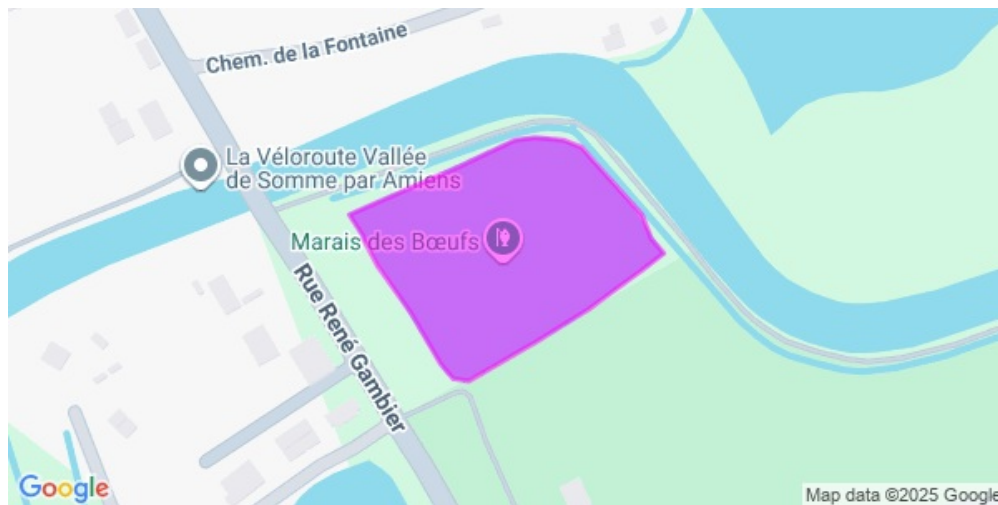 Chem. de la Fontaine
La Véloroute Vallée
de Somme par Amiens
Marais des Bœufs
Rue René Gambier
Google
Map data ©2025 Google